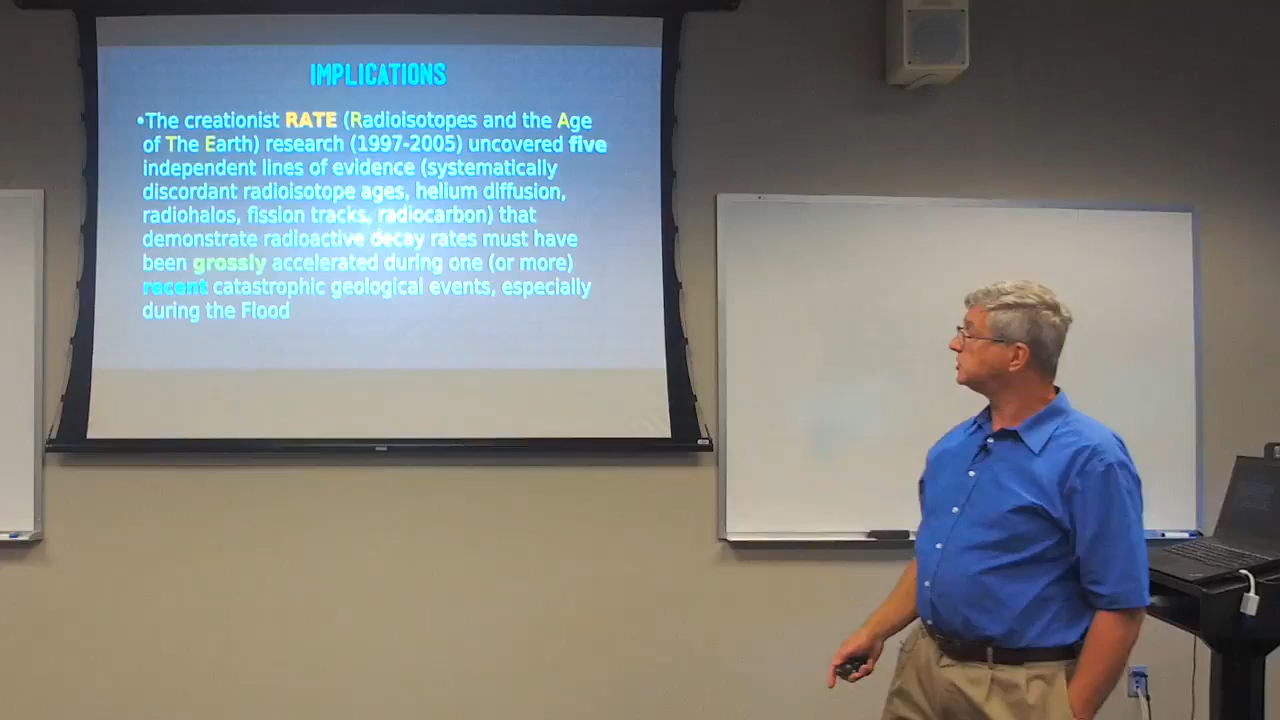 IMPLICATIONS
•The creationist RATE (Radioisotopes and the Age
of The Earth) research (1997-2005) uncovered five
independent lines of evidence (systematically
discordant radioisotope ages, helium diffusion,
radiohalos, fission tracks, radiocarbon) that
demonstrate radioactive decay rates must have
been grossly accelerated during one (or more)
recent catastrophic geological events, especially
during the Flood